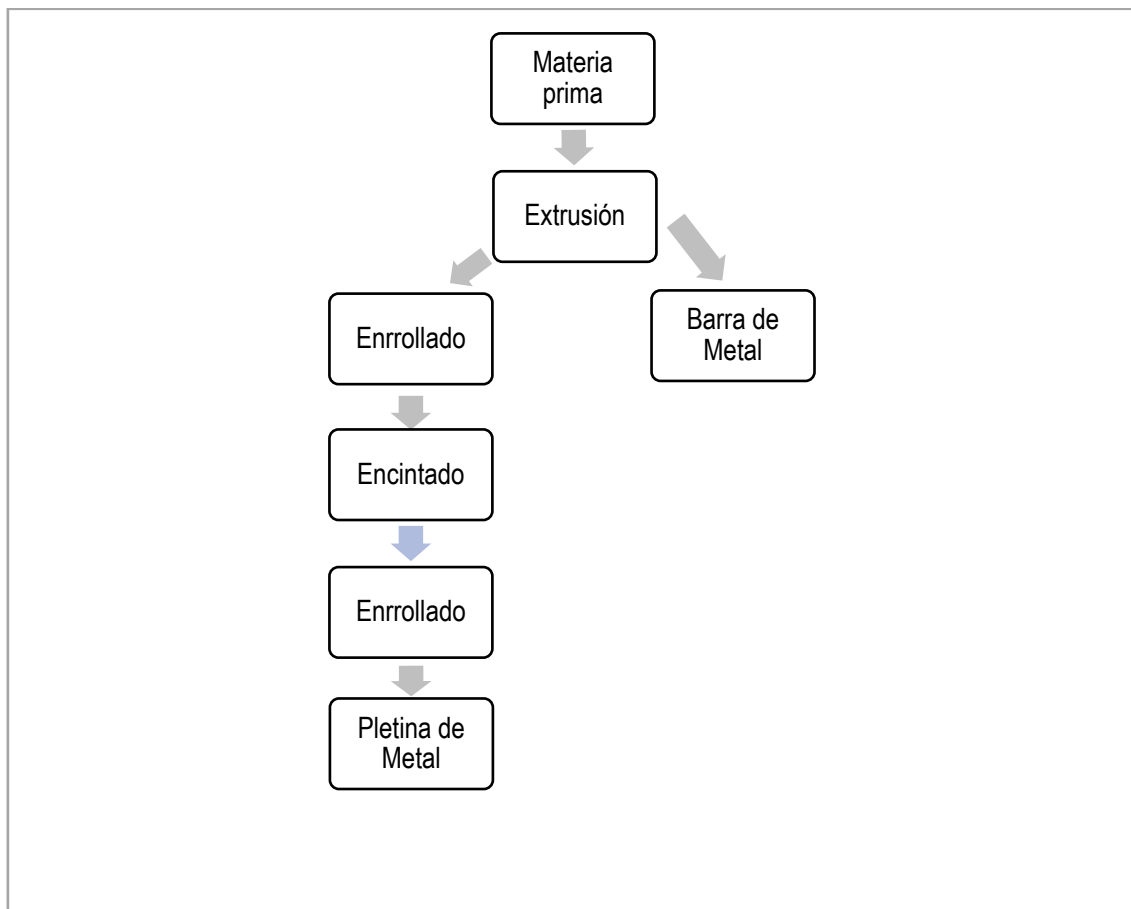 Materia
prima
Extrusión
Enrrollado
Barra de
Metal
Encintado
Enrrollado
Pletina de
Metal